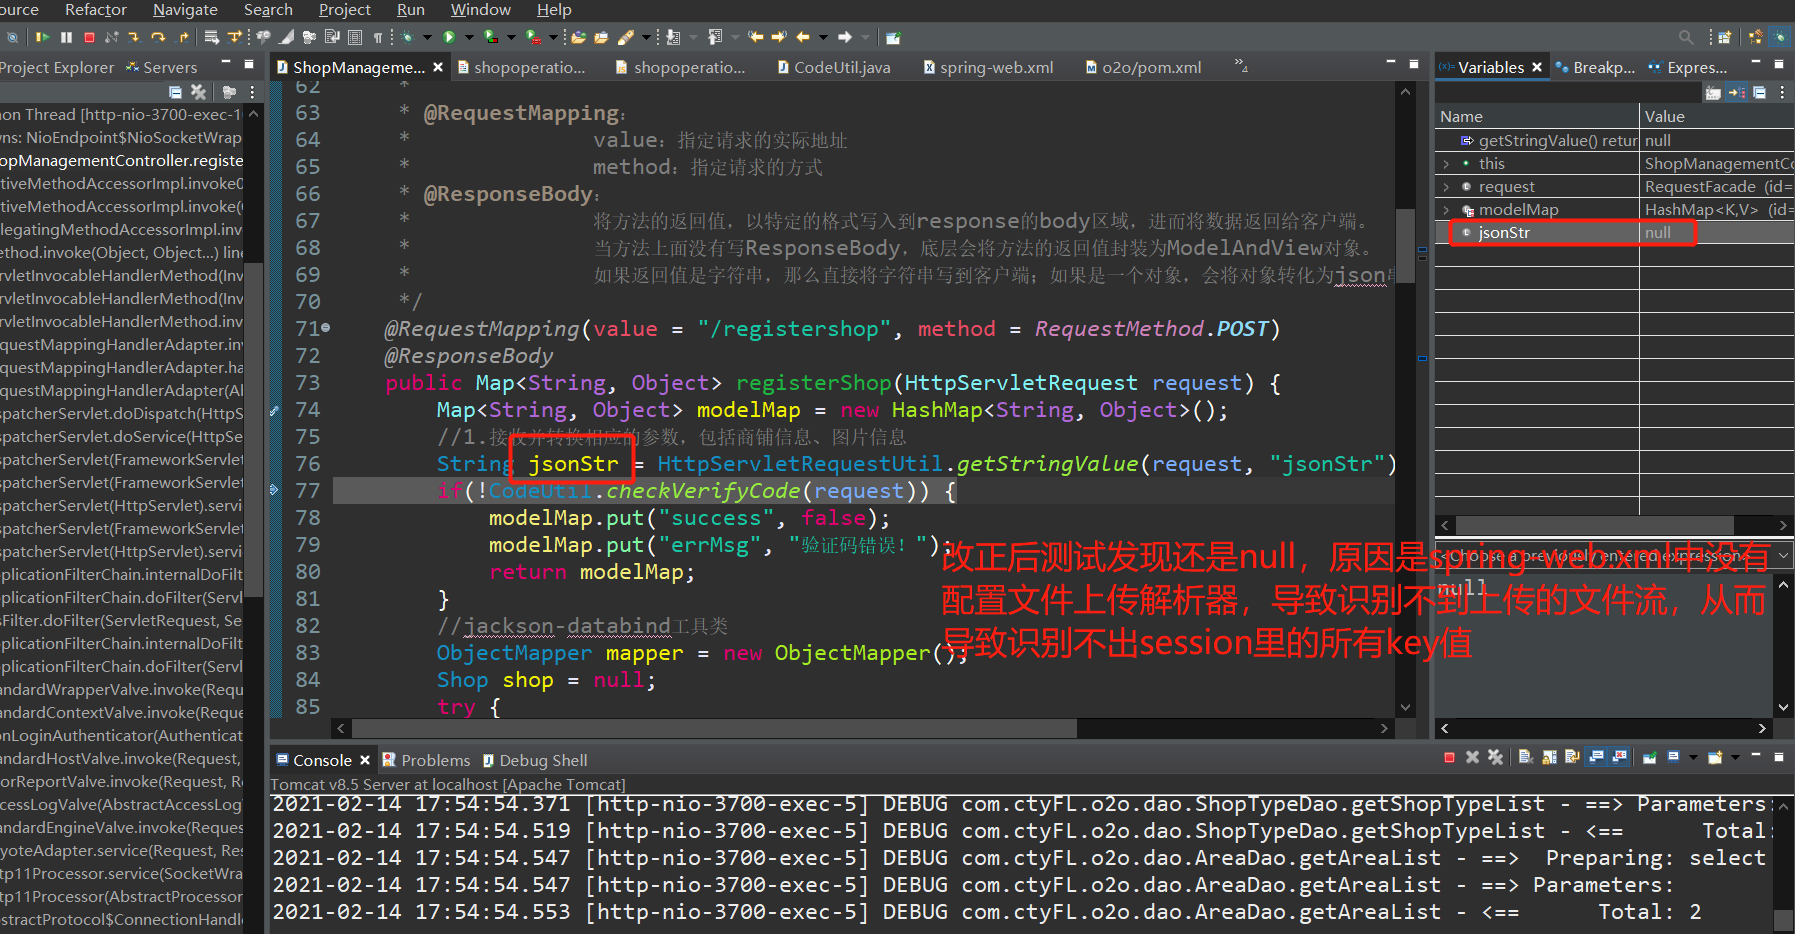 ource Refactor Navigate Search Project Run Window Help
Project Explorer Servers
ShopManageme... shopoperatio... shopoperatio... CodeUtil.java spring-web.xml o2o/pom.xml »4
(x)= Variables Breakp... Expres...
non Thread [http-nio-3700-exec-1
wns: NioEndpoint$NioSocketWrap
hopManagementController.registe
ativeMethodAccessorImpl.invoke0
ativeMethodAccessorImpl.invoke(
elegatingMethodAccessorImpl.inv
ethod.invoke(Object, Object...) line
ervletInvocableHandlerMethod(Inv
ervletInvocableHandlerMethod(Inv
ervletInvocableHandlerMethod.inv
equestMappingHandlerAdapter.inv
equestMappingHandlerAdapter.ha
equestMappingHandlerAdapter(Al
spatcherServlet.doDispatch(HttpS
spatcherServlet.doService(HttpSe
spatcherServlet(FrameworkServlet
spatcherServlet(FrameworkServlet
spatcherServlet(HttpServlet).servi
spatcherServlet(FrameworkServlet
spatcherServlet(HttpServlet).servi
pplicationFilterChain.internalDoFilt
pplicationFilterChain.doFilter(Servl
sFilter.doFilter(ServletRequest, Se
pplicationFilterChain.internalDoFilt
pplicationFilterChain.doFilter(Servl
andardWrapperValve.invoke(Reque
andardContextValve.invoke(Reque
onLoginAuthenticator(Authenticat
andardHostValve.invoke(Request,
rorReportValve.invoke(Request, Re
ccessLogValve(AbstractAccessLog
andardEngineValve.invoke(Reques
oyoteAdapter.service(Request, Res
tp11Processor.service(SocketWra
tp11Processor(AbstractProcessor
bstractProtocol$ConnectionHandl
62 *
63 * @RequestMapping：
64 * value：指定请求的实际地址
65 * method：指定请求的方式
66 * @ResponseBody：
67 * 将方法的返回值，以特定的格式写入到response的body区域，进而将数据返回给客户端。
68 * 当方法上面没有写ResponseBody，底层会将方法的返回值封装为ModelAndView对象。
69 * 如果返回值是字符串，那么直接将字符串写到客户端；如果是一个对象，会将对象转化为json串
70 */
71 @RequestMapping(value = "/registershop", method = RequestMethod.POST)
72 @ResponseBody
73 public Map<String, Object> registerShop(HttpServletRequest request) {
74 Map<String, Object> modelMap = new HashMap<String, Object>();
75 //1.接收并转换相应的参数，包括商铺信息、图片信息
76 String jsonStr = HttpServletRequestUtil.getStringValue(request, "jsonStr")
77 if(!CodeUtil.checkVerifyCode(request)) {
78 modelMap.put("success", false);
79 modelMap.put("errMsg", "验证码错误！");
80 return modelMap;
81 }
82 //jackson-databind工具类
83 ObjectMapper mapper = new ObjectMapper();
84 Shop shop = null;
85 try {
Name Value
getStringValue() retur null
this ShopManagementCo
request RequestFacade (id=
modelMap HashMap<K,V> (id=
jsonStr null
<Choose a previously entered expression>
null
改正后测试发现还是null，原因是spring-web.xml中没有
配置文件上传解析器，导致识别不到上传的文件流，从而
导致识别不出session里的所有key值
Console Problems Debug Shell
Tomcat v8.5 Server at localhost [Apache Tomcat]
2021-02-14 17:54:54.371 [http-nio-3700-exec-5] DEBUG com.ctyFL.o2o.dao.ShopTypeDao.getShopTypeList - ==> Parameters:
2021-02-14 17:54:54.519 [http-nio-3700-exec-5] DEBUG com.ctyFL.o2o.dao.ShopTypeDao.getShopTypeList - <== Total:
2021-02-14 17:54:54.547 [http-nio-3700-exec-5] DEBUG com.ctyFL.o2o.dao.AreaDao.getAreaList - ==> Preparing: select
2021-02-14 17:54:54.547 [http-nio-3700-exec-5] DEBUG com.ctyFL.o2o.dao.AreaDao.getAreaList - ==> Parameters:
2021-02-14 17:54:54.553 [http-nio-3700-exec-5] DEBUG com.ctyFL.o2o.dao.AreaDao.getAreaList - <== Total: 2